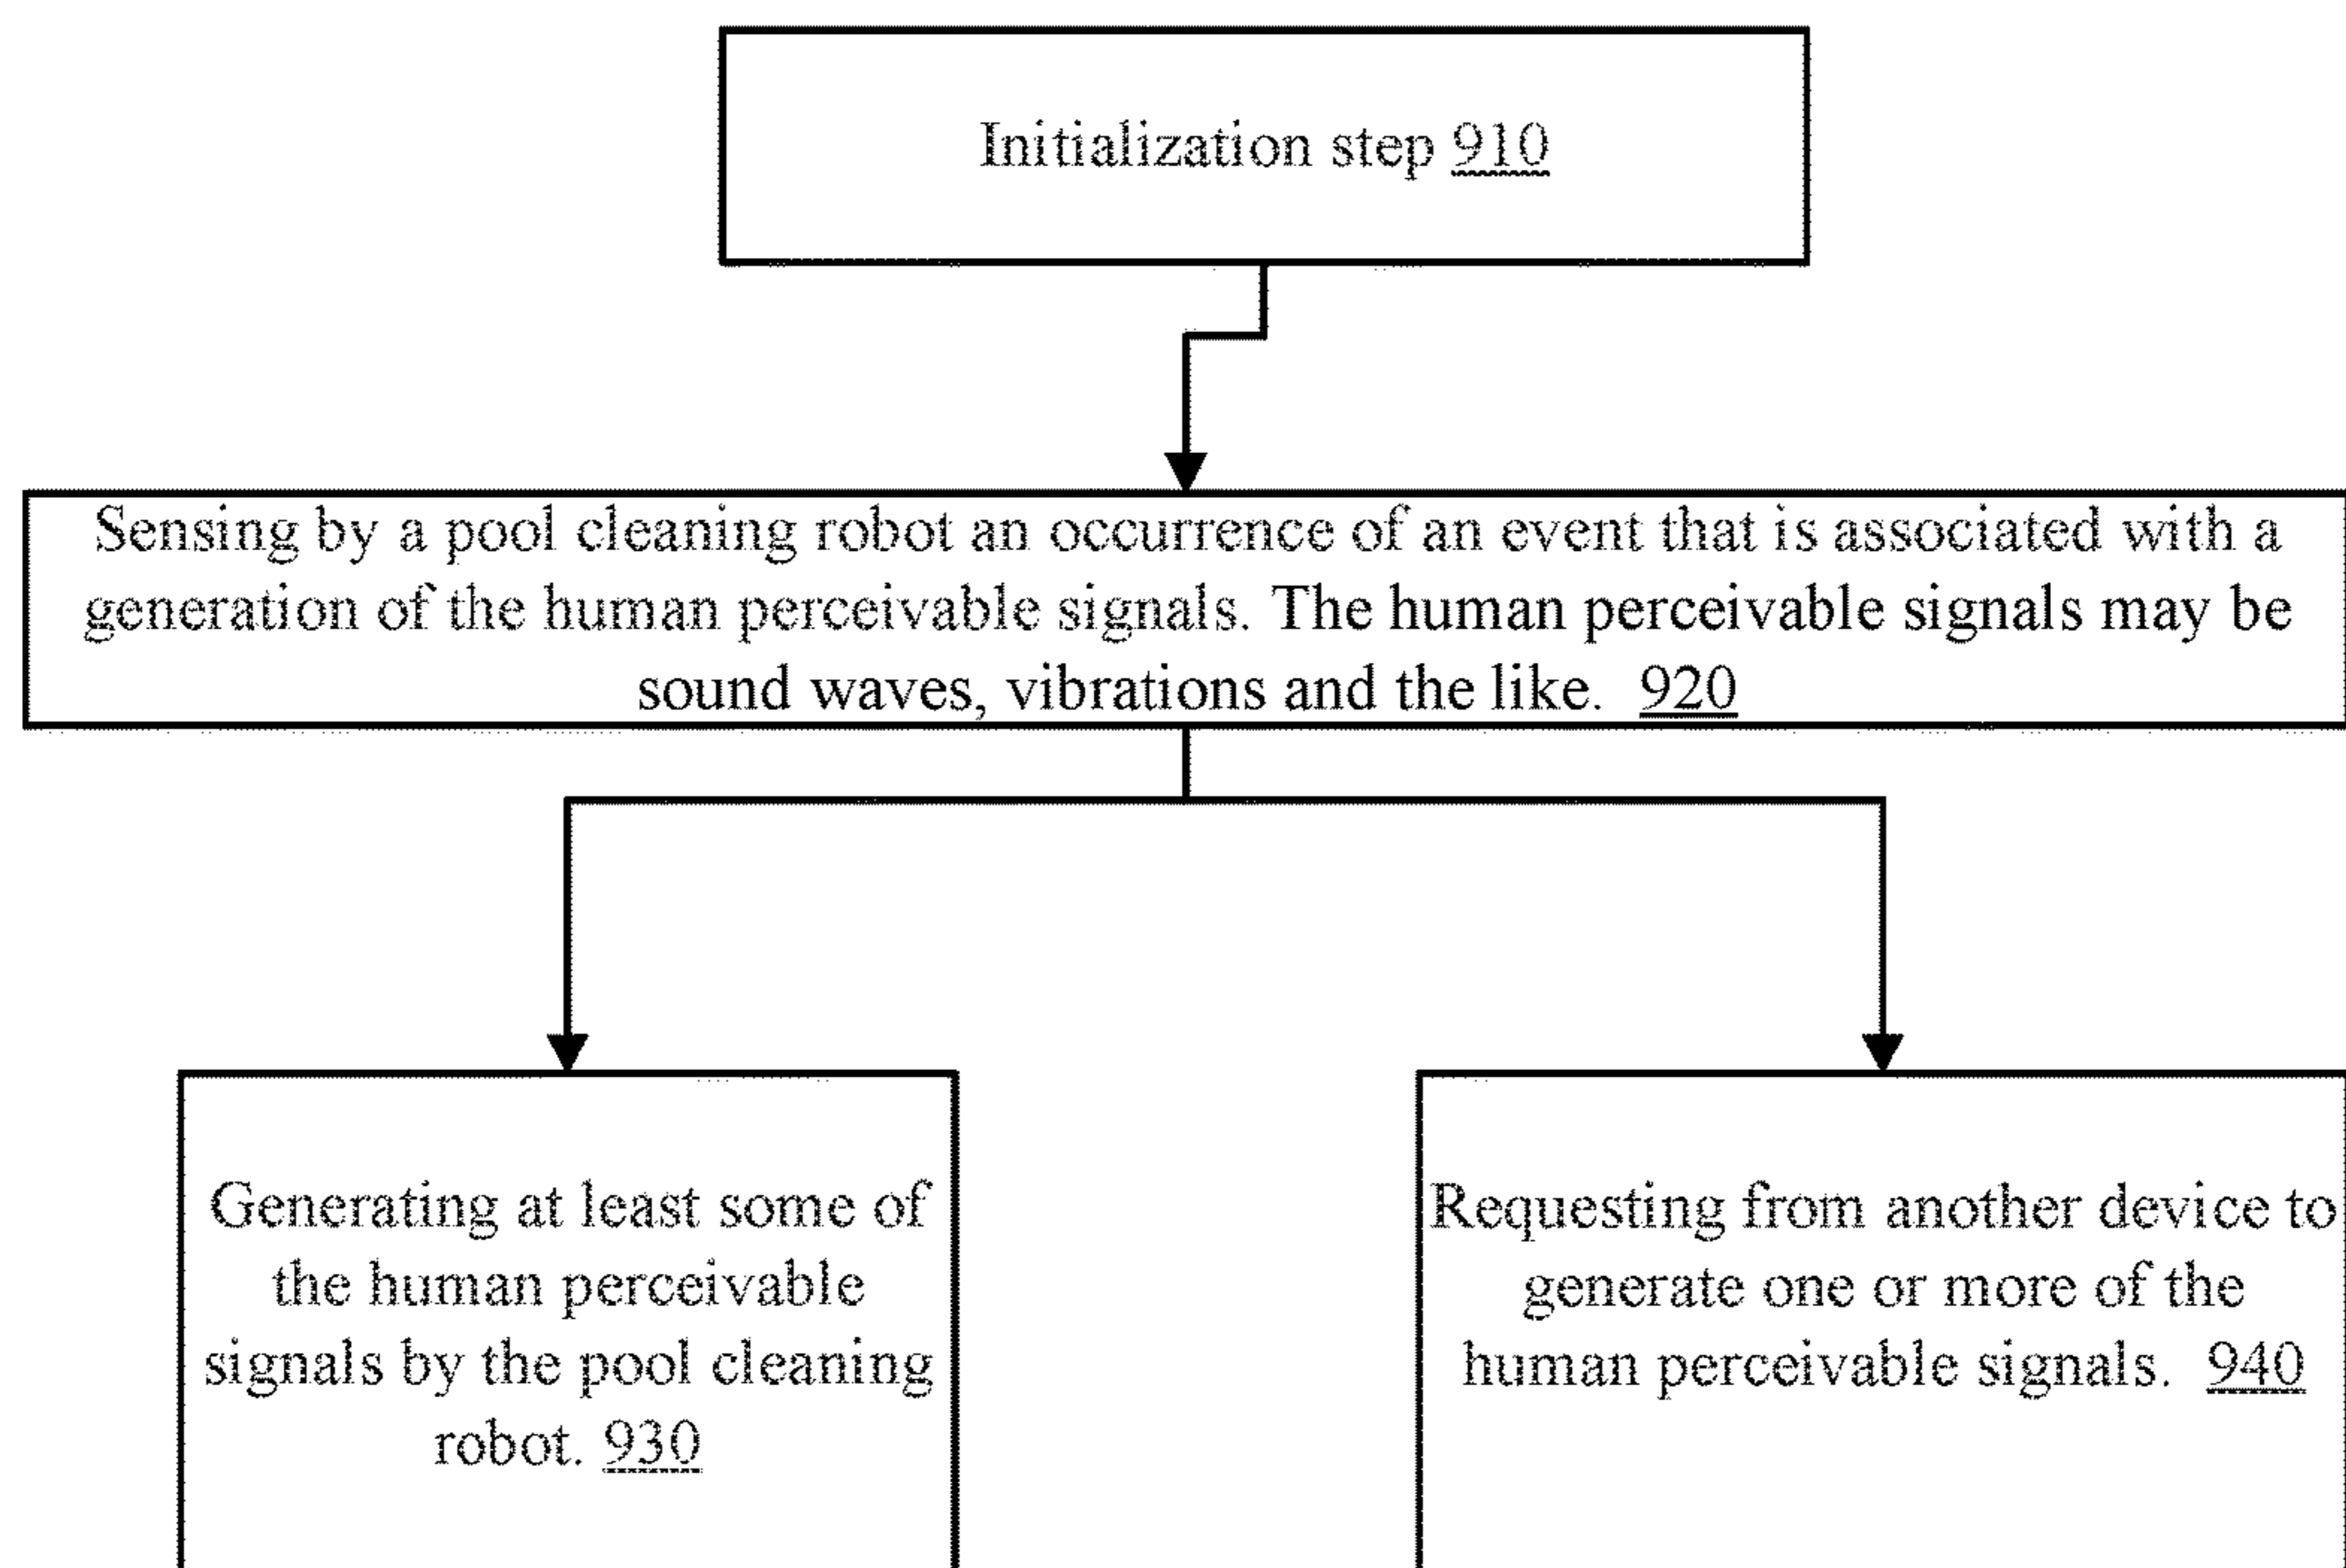 Initialization step 910
Sensing by a pool cleaning robot an occurrence of an event that is associated with a
generation of the human perceivable signals. The human perceivable signals may be
sound waves, vibrations and the like. 920
Generating at least some of
the human perceivable
signals by the pool cleaning
robot. 930
Requesting from another device to
generate one or more of the
human perceivable signals. 940